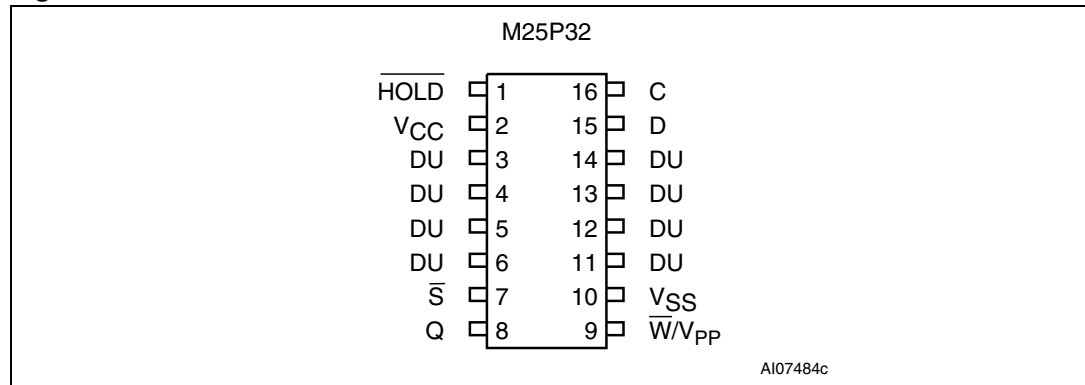 M25P32
HOLD 1 16 C
VCC 2 15 D
DU 3 14 DU
DU 4 13 DU
DU 5 12 DU
DU 6 11 DU
S 7 10 VSS
Q 8 9 W/VPP
AI07484c